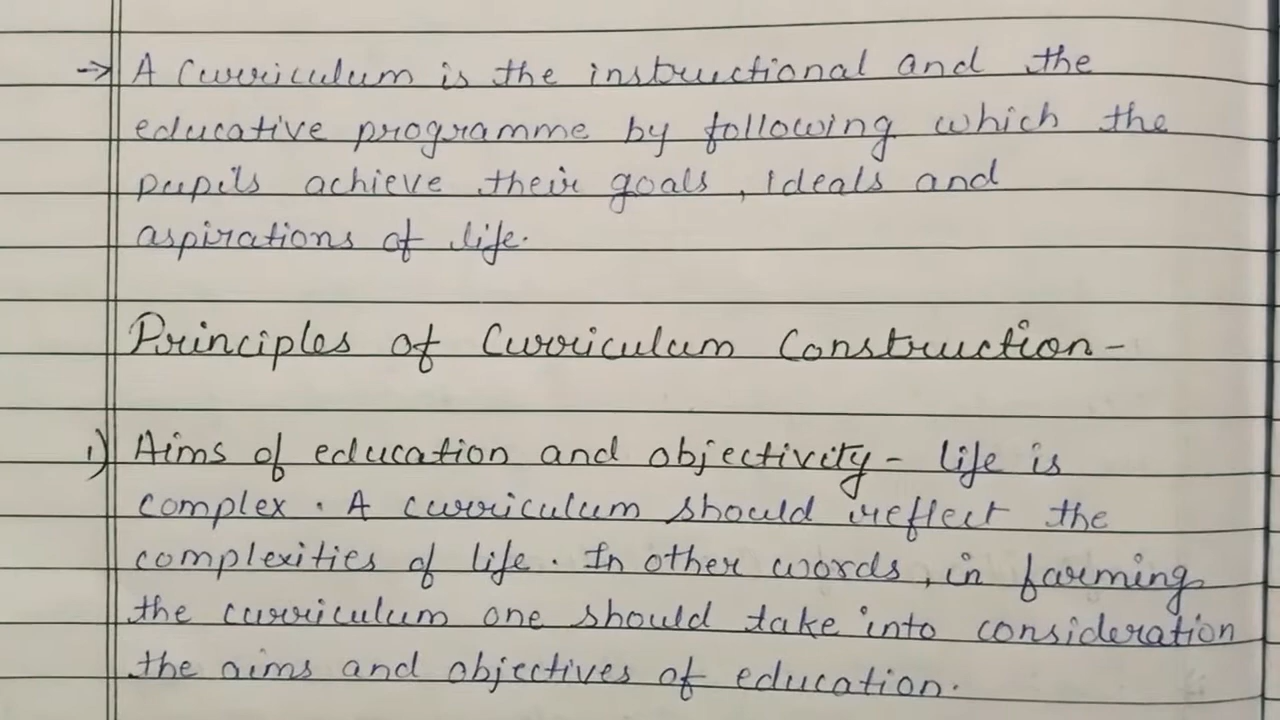 → A Curriculum is the instructional and the
educative programme by following which the
pupils achieve their goals, ideals and
aspirations of life.
Principles of Curriculum Construction-
1) Aims of education and objectivity - life is
complex. A curriculum should reflect the
complexities of life. In other words, in farming
the curriculum one should take into consideration
the aims and objectives of education.